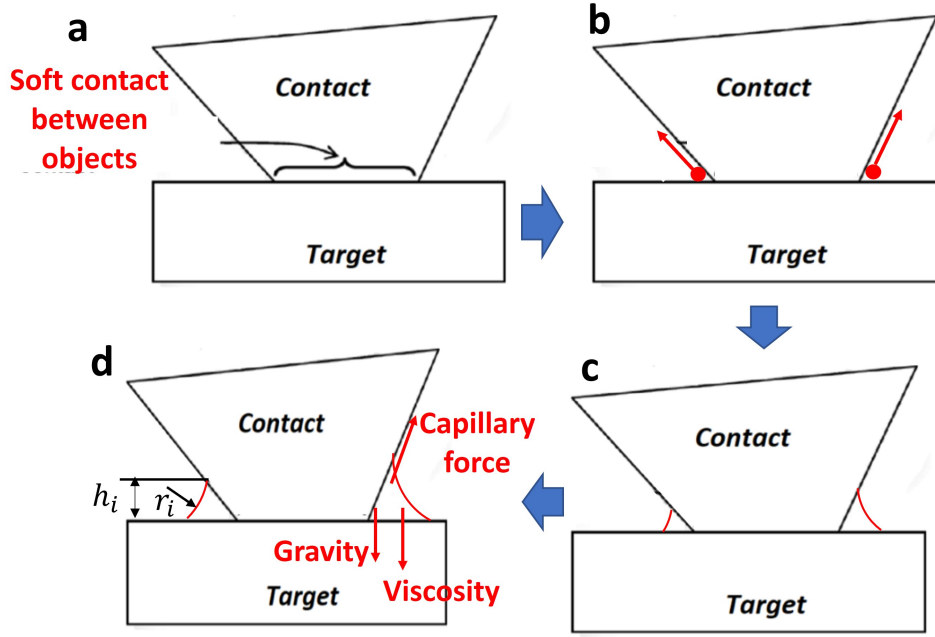 a
Soft contact
between
objects
Contact
Target
b
Contact
Target
d
Contact
Capillary
force
h_i
r_i
Gravity
Viscosity
Target
c
Contact
Target